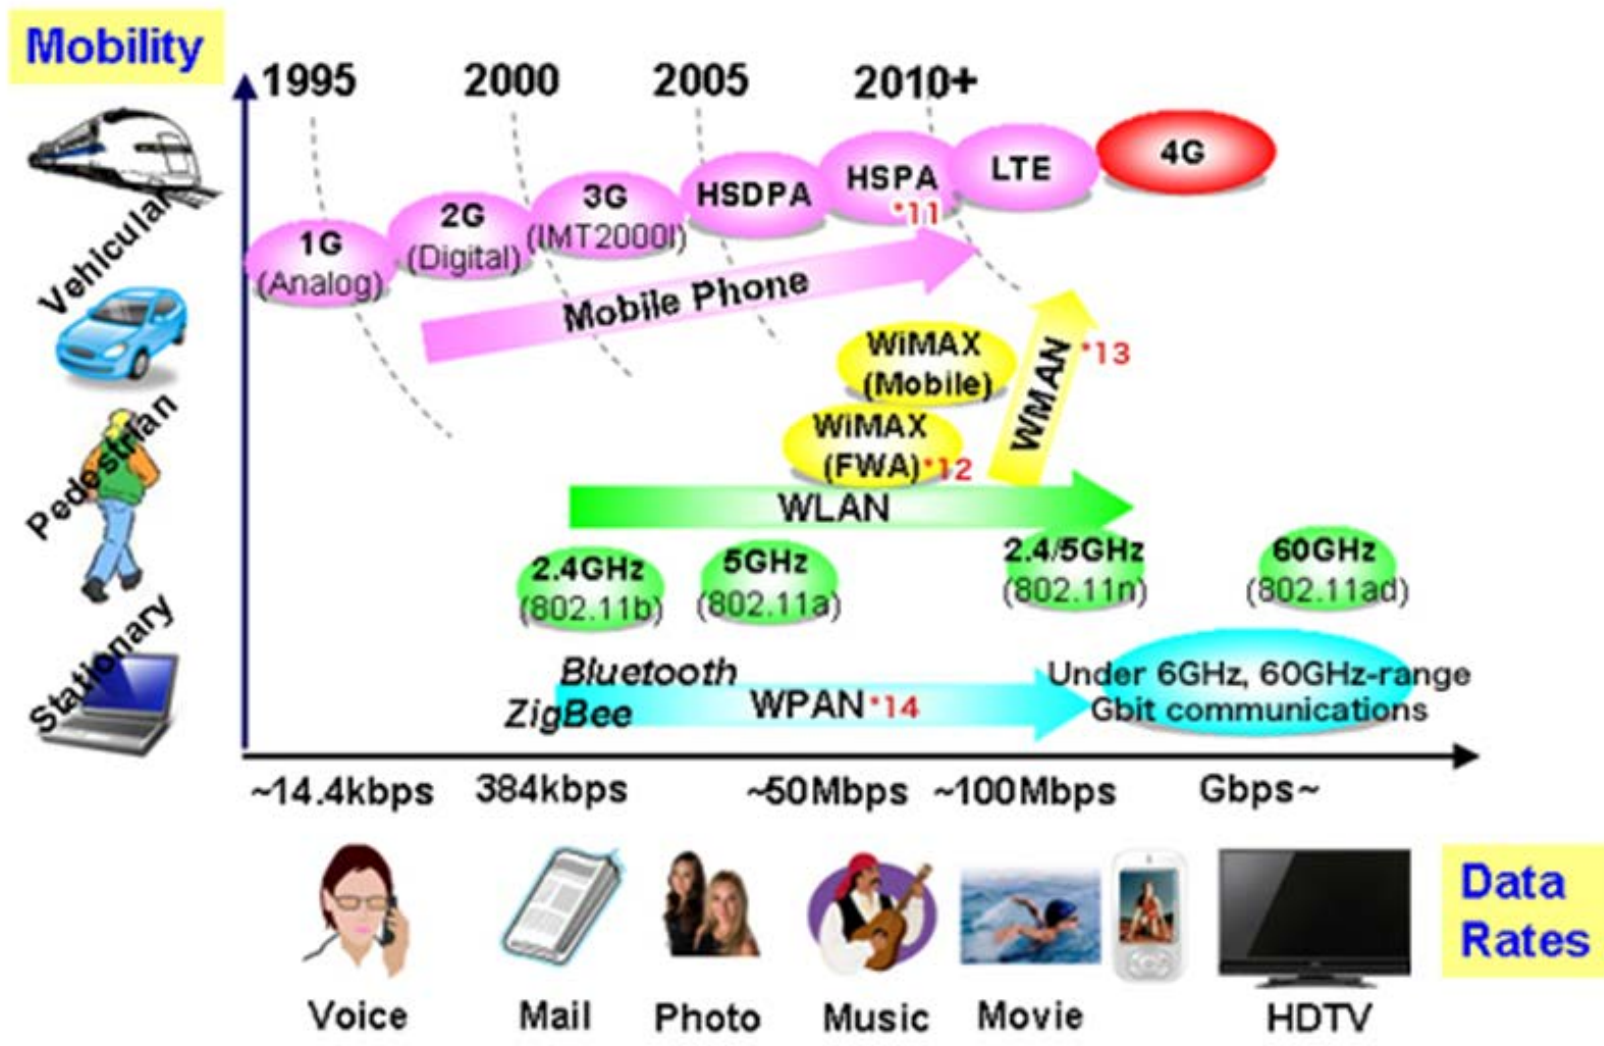 Mobility
1995 2000 2005 2010+
Vehicular
Pedestrian
Stationary
1G
(Analog)
2G
(Digital)
3G
(IMT2000I)
HSDPA
HSPA
*11
LTE
4G
Mobile Phone
WiMAX
(Mobile)
WiMAX
(FWA)*12
WMAN
*13
WLAN
2.4GHz
(802.11b)
5GHz
(802.11a)
2.4/5GHz
(802.11n)
60GHz
(802.11ad)
Bluetooth
ZigBee
WPAN*14
Under 6GHz, 60GHz-range
Gbit communications
~14.4kbps 384kbps ~50Mbps ~100Mbps Gbps~
Voice Mail Photo Music Movie HDTV
Data
Rates